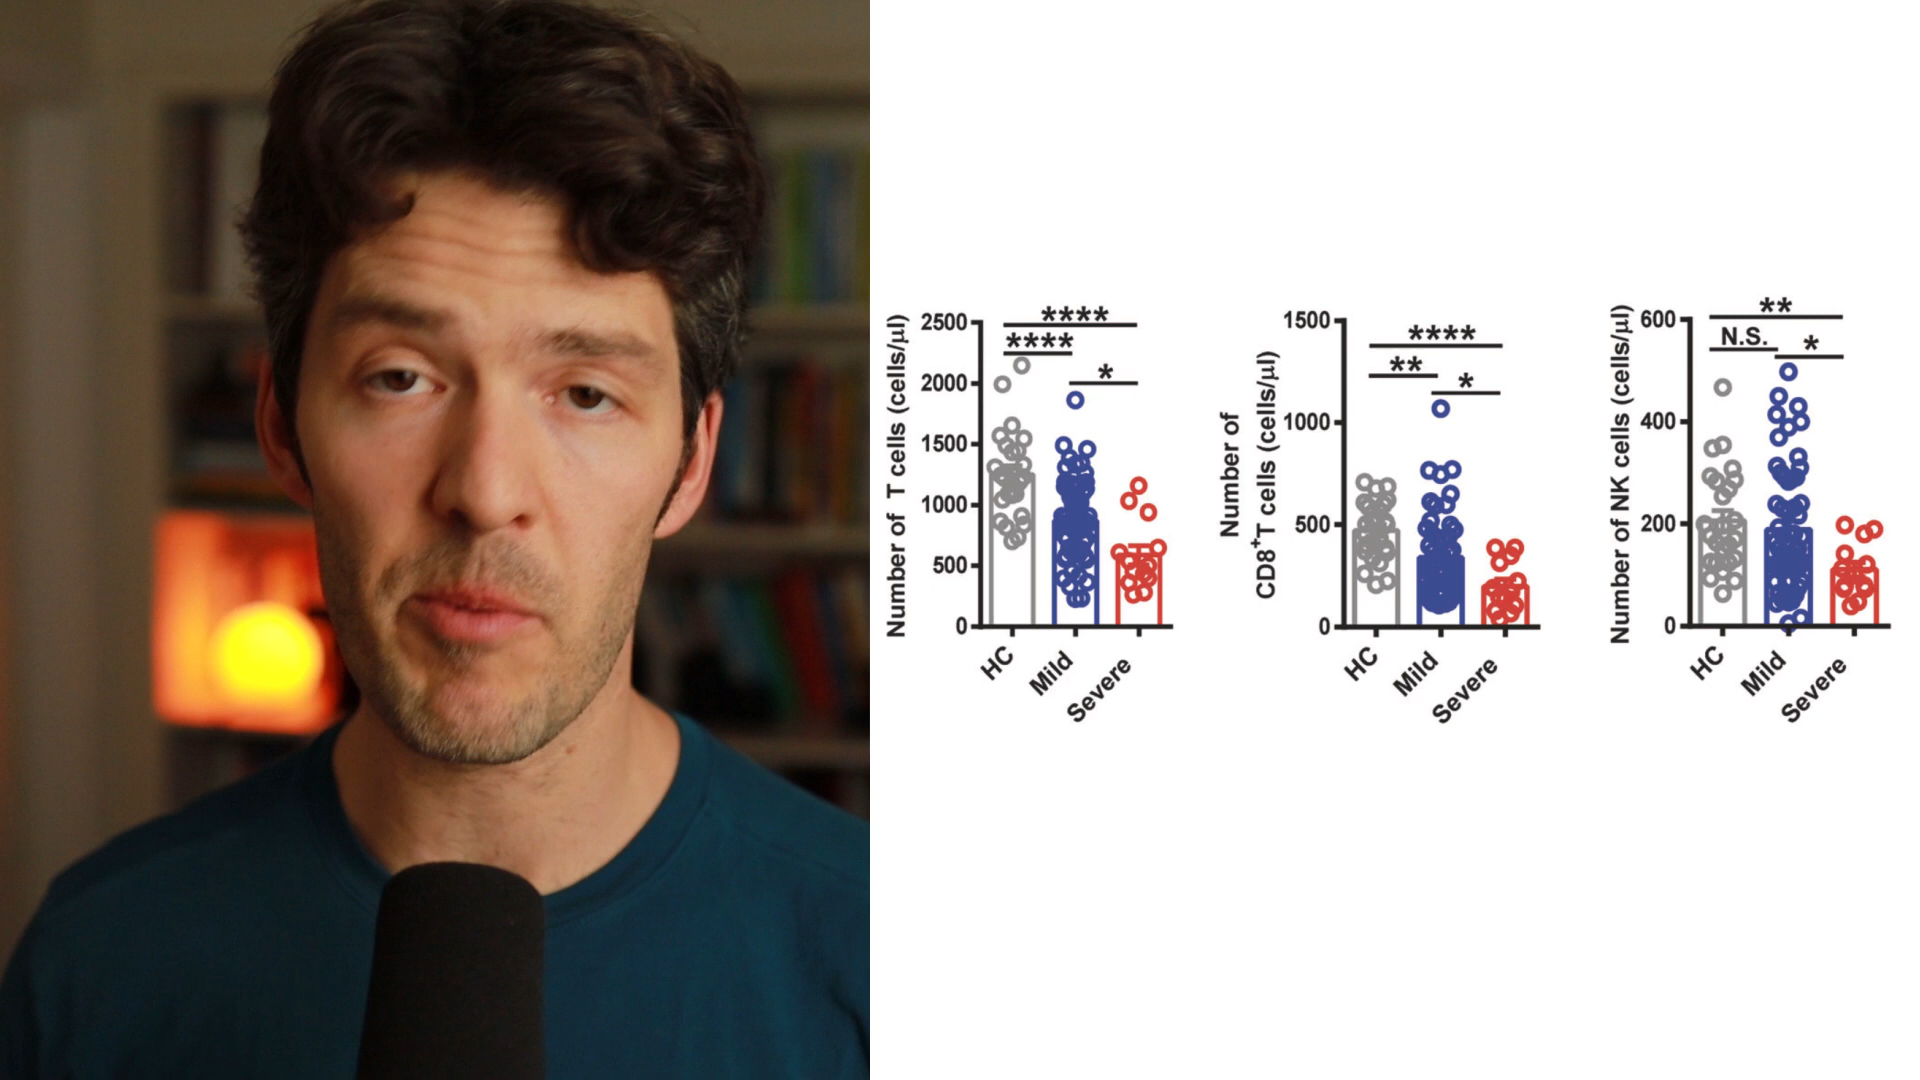 Number of T cells (cells/µl)
2500
2000
1500
1000
500
0
****
****
*
HC
Mild
Severe
Number of
CD8+T cells (cells/µl)
1500
1000
500
0
****
**
*
HC
Mild
Severe
Number of NK cells (cells/µl)
600
400
200
0
**
N.S.
*
HC
Mild
Severe